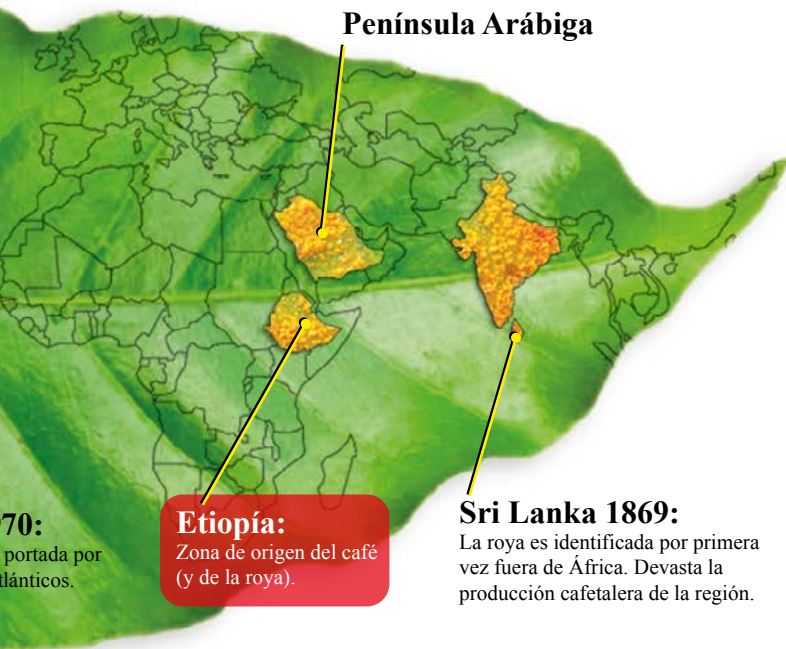 Península Arábiga
970:
portada por
tlánticos.
Etiopía:
Zona de origen del café
(y de la roya).
Sri Lanka 1869:
La roya es identificada por primera
vez fuera de África. Devasta la
producción cafetalera de la región.